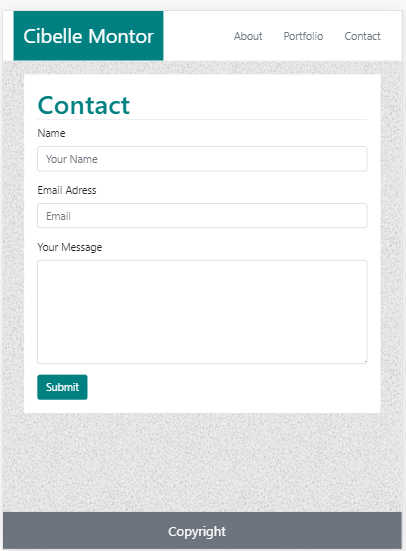 Cibelle Montor
About Portfolio Contact
Contact
Name
Your Name
Email Adress
Email
Your Message
Submit
Copyright